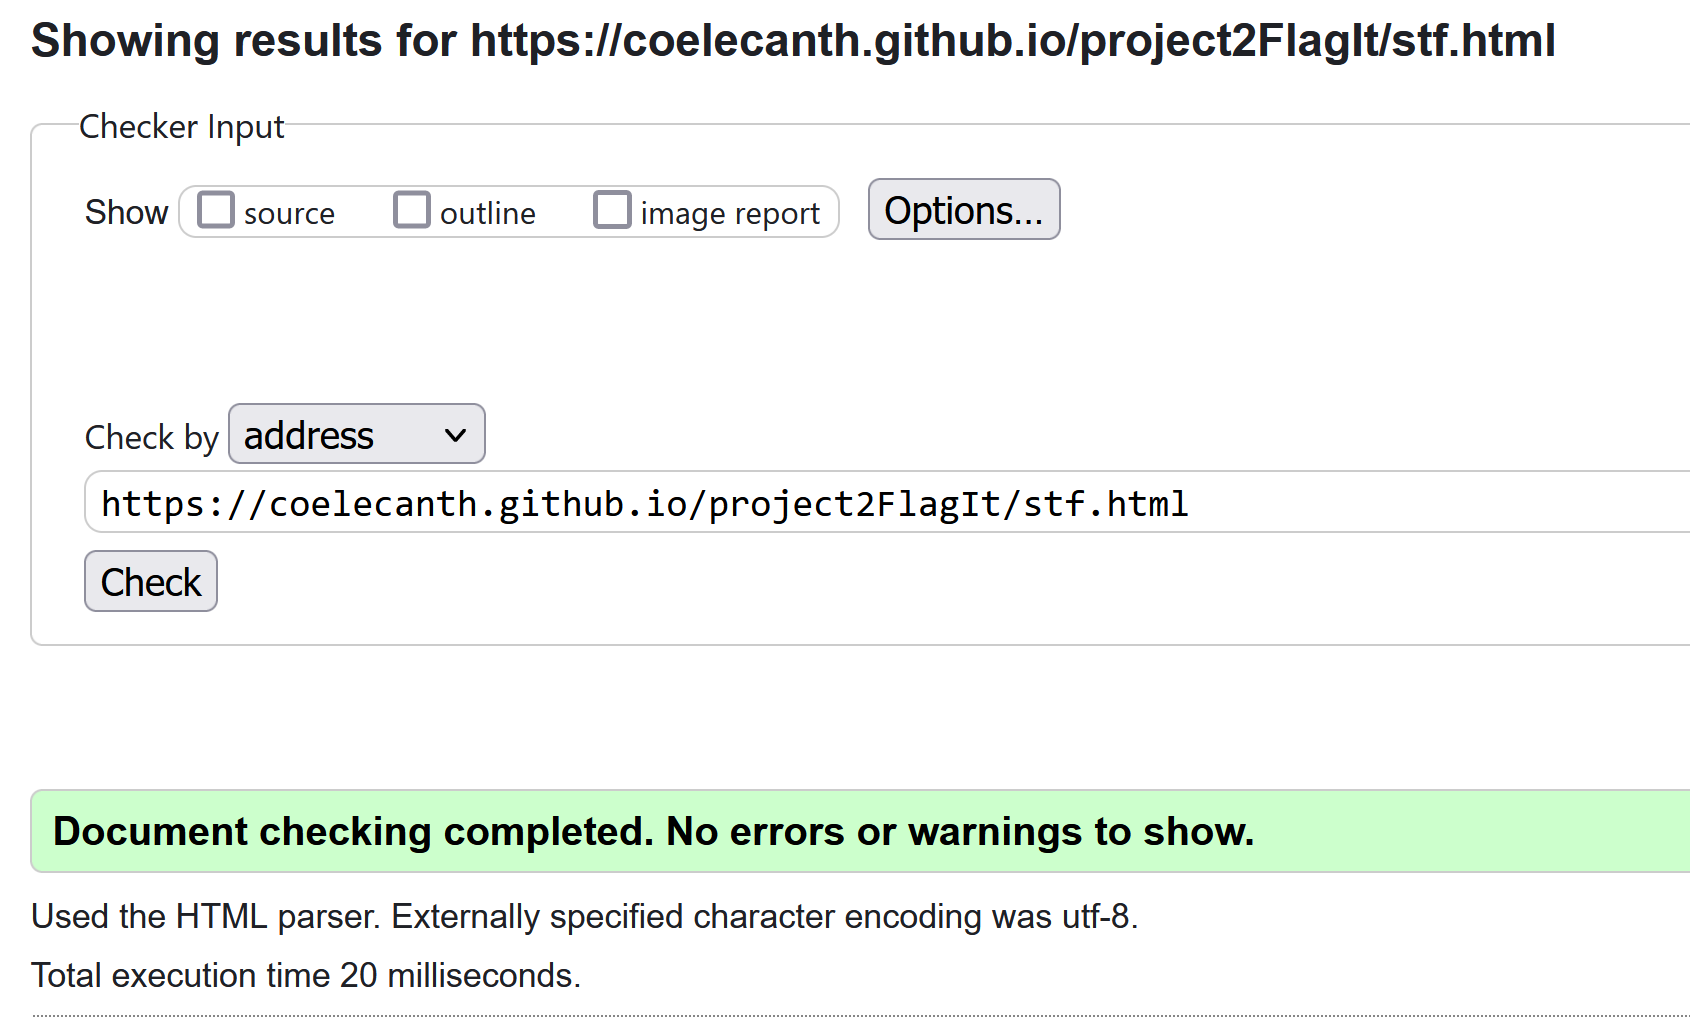 Showing results for https://coelecanth.github.io/project2FlagIt/stf.html
Checker Input
Show source outline image report Options...
Check by address
https://coelecanth.github.io/project2FlagIt/stf.html
Check
Document checking completed. No errors or warnings to show.
Used the HTML parser. Externally specified character encoding was utf-8.
Total execution time 20 milliseconds.